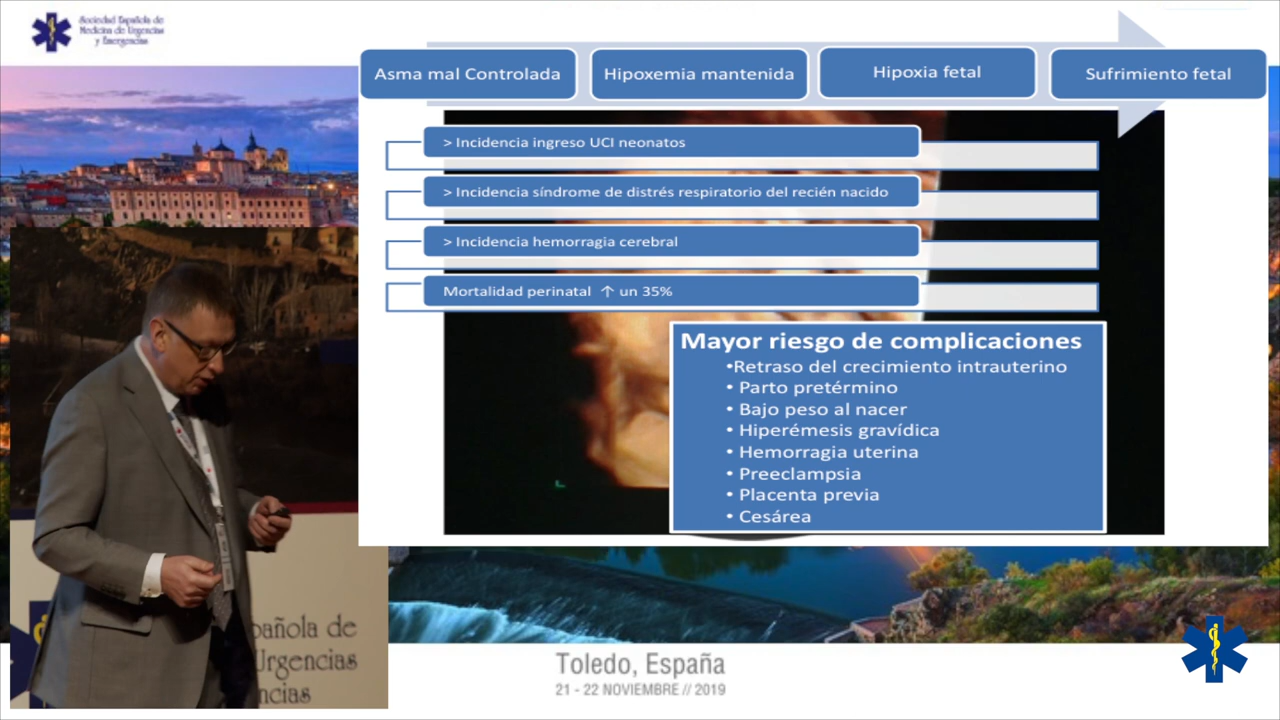 Sociedad Española de
Medicina de Urgencias
y Emergencias
Asma mal Controlada
Hipoxemia mantenida
Hipoxia fetal
Sufrimiento fetal
> Incidencia ingreso UCI neonatos
> Incidencia síndrome de distrés respiratorio del recién nacido
> Incidencia hemorragia cerebral
Mortalidad perinatal ↑ un 35%
Mayor riesgo de complicaciones
•Retraso del crecimiento intrauterino
• Parto pretérmino
• Bajo peso al nacer
• Hiperémesis gravídica
• Hemorragia uterina
• Preeclampsia
• Placenta previa
• Cesárea
pañola de
Urgencias
ncias
Toledo, España
21 - 22 NOVIEMBRE // 2019